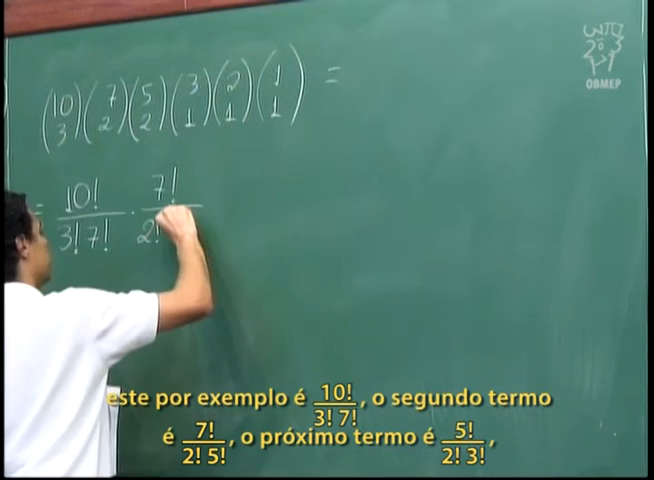 OBMEP
(10 3)(7 2)(5 2)(3 1)(2 1)(1 1) =
= 10!/3! 7! · 7!/2!
este por exemplo é 10!/3! 7!, o segundo termo
é 7!/2! 5!, o próximo termo é 5!/2! 3!,